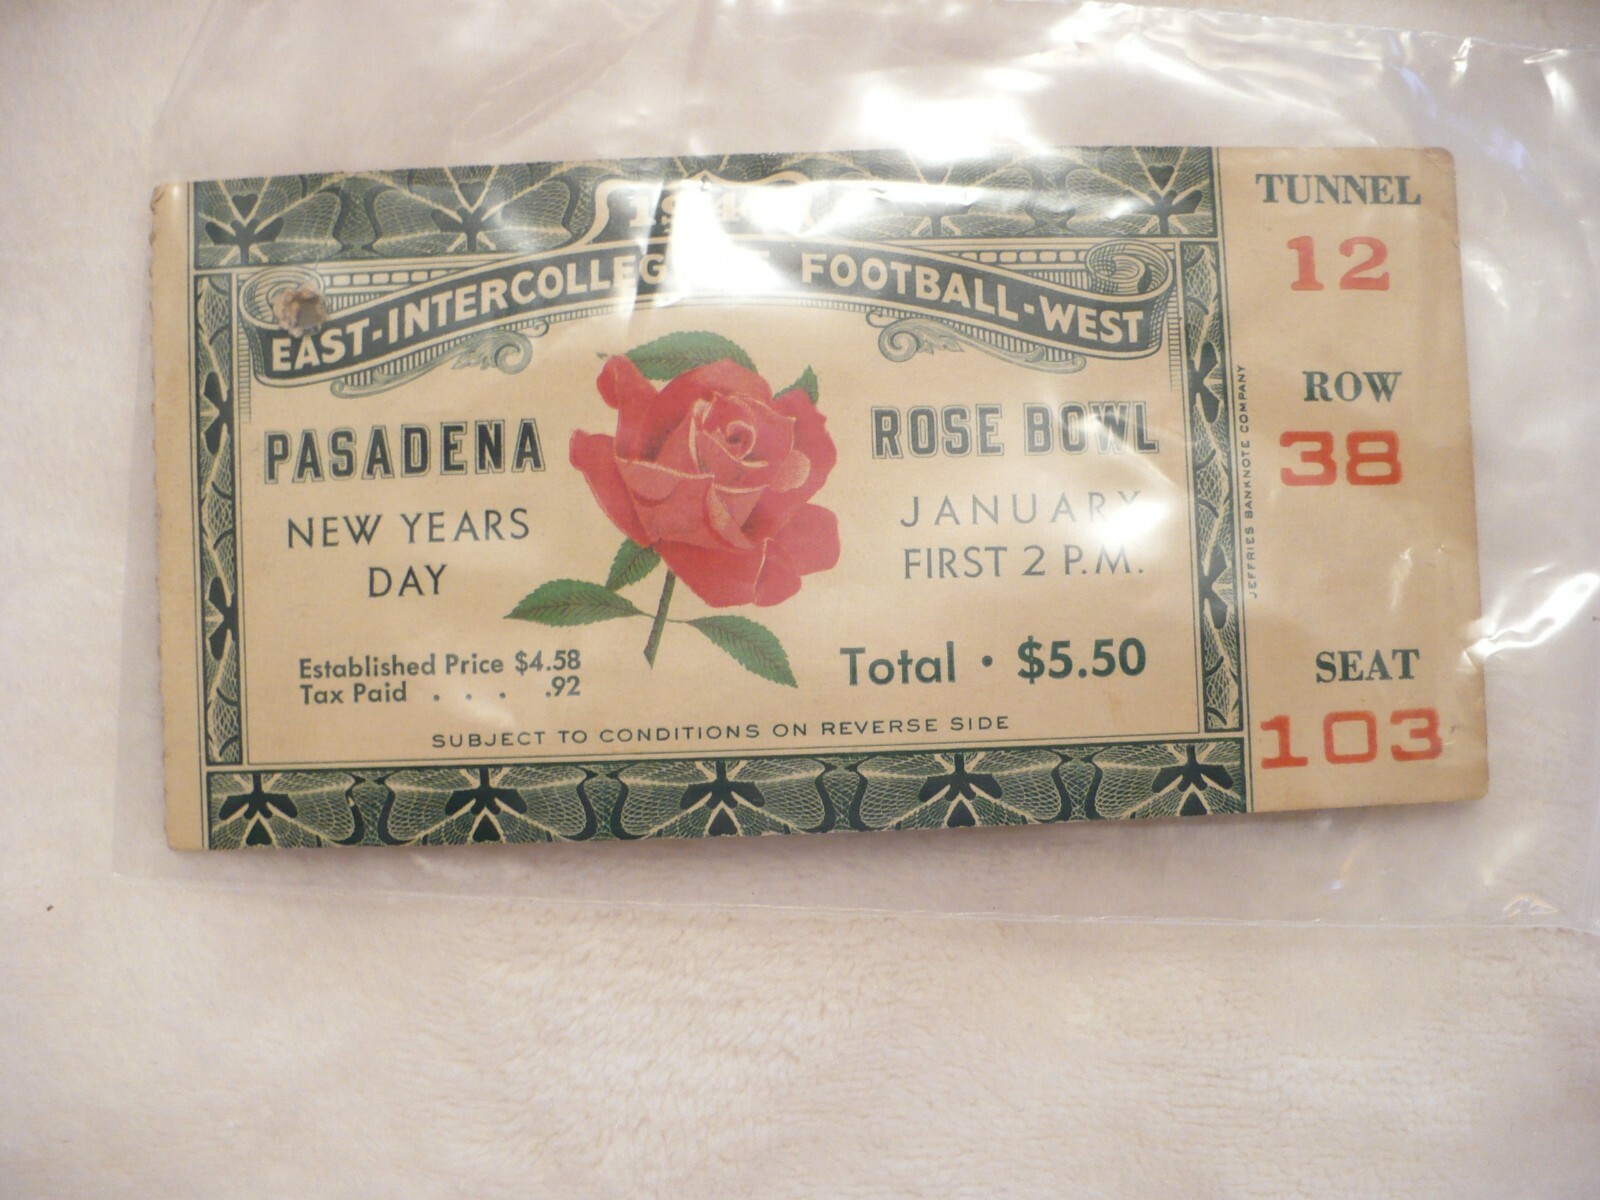 EAST-INTERCOLLEGIATE FOOTBALL-WEST
PASADENA
NEW YEARS
DAY
ROSE BOWL
JANUARY
FIRST 2 P.M.
Established Price $4.58
Tax Paid . . . .92
Total · $5.50
SUBJECT TO CONDITIONS ON REVERSE SIDE
JEFFRIES BANKNOTE COMPANY
TUNNEL
12
ROW
38
SEAT
103